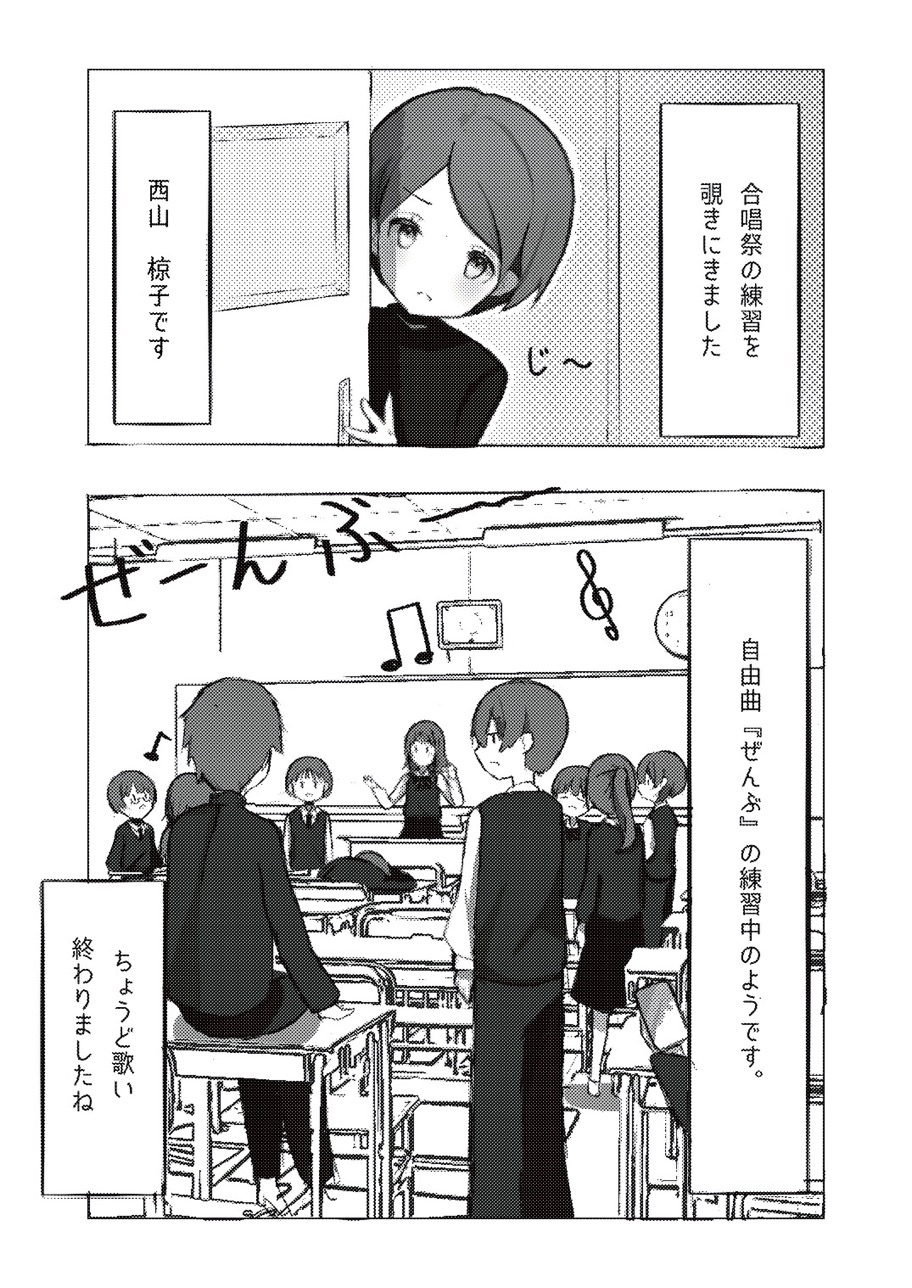 合唱祭の練習を
覗きにきました
じ〜
西山　椋子です
ぜーんぶー
自由曲『ぜんぶ』の練習中のようです。
ちょうど歌い
終わりましたね